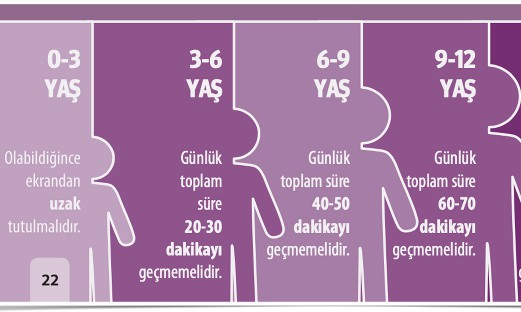 0-3
YAŞ
Olabildiğince
ekrandan
uzak
tutulmalıdır.
22
3-6
YAŞ
Günlük
toplam
süre
20-30
dakikayı
geçmemelidir.
6-9
YAŞ
Günlük
toplam süre
40-50
dakikayı
geçmemelidir.
9-12
YAŞ
Günlük
toplam süre
60-70
dakikayı
geçmemelidir.